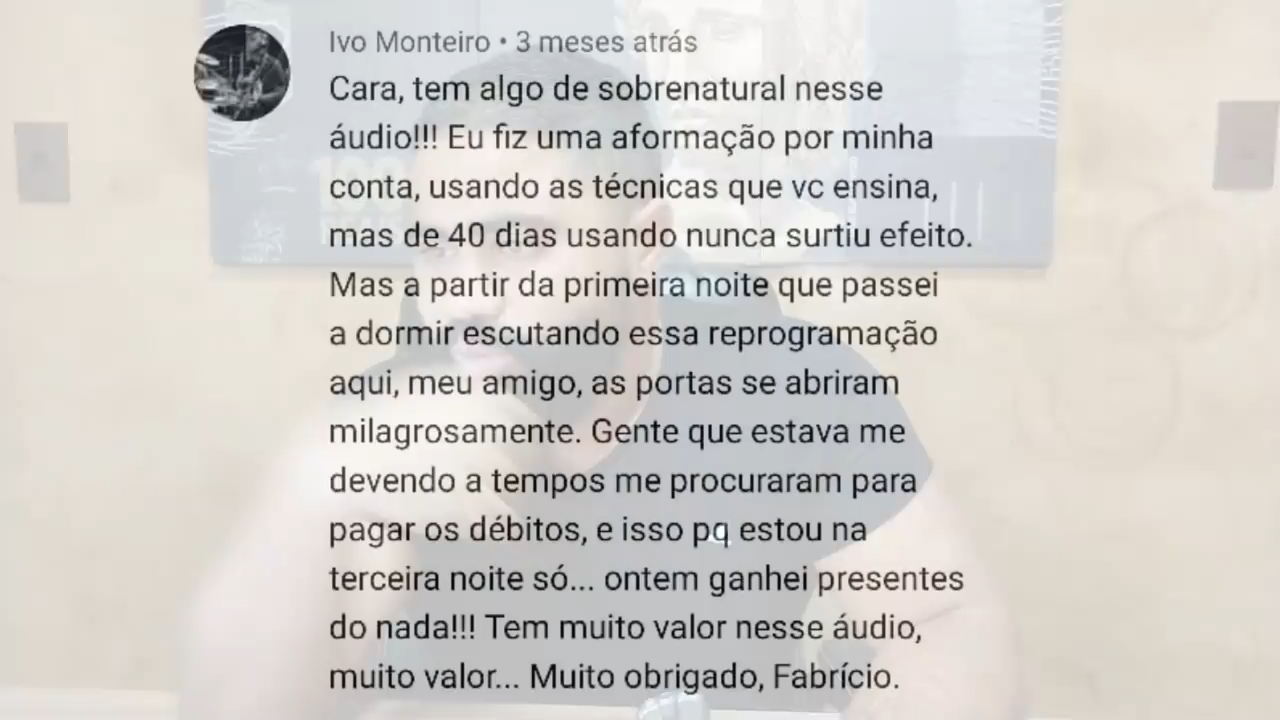 Ivo Monteiro • 3 meses atrás
Cara, tem algo de sobrenatural nesse
áudio!!! Eu fiz uma aformação por minha
conta, usando as técnicas que vc ensina,
mas de 40 dias usando nunca surtiu efeito.
Mas a partir da primeira noite que passei
a dormir escutando essa reprogramação
aqui, meu amigo, as portas se abriram
milagrosamente. Gente que estava me
devendo a tempos me procuraram para
pagar os débitos, e isso pq estou na
terceira noite só... ontem ganhei presentes
do nada!!! Tem muito valor nesse áudio,
muito valor... Muito obrigado, Fabrício.